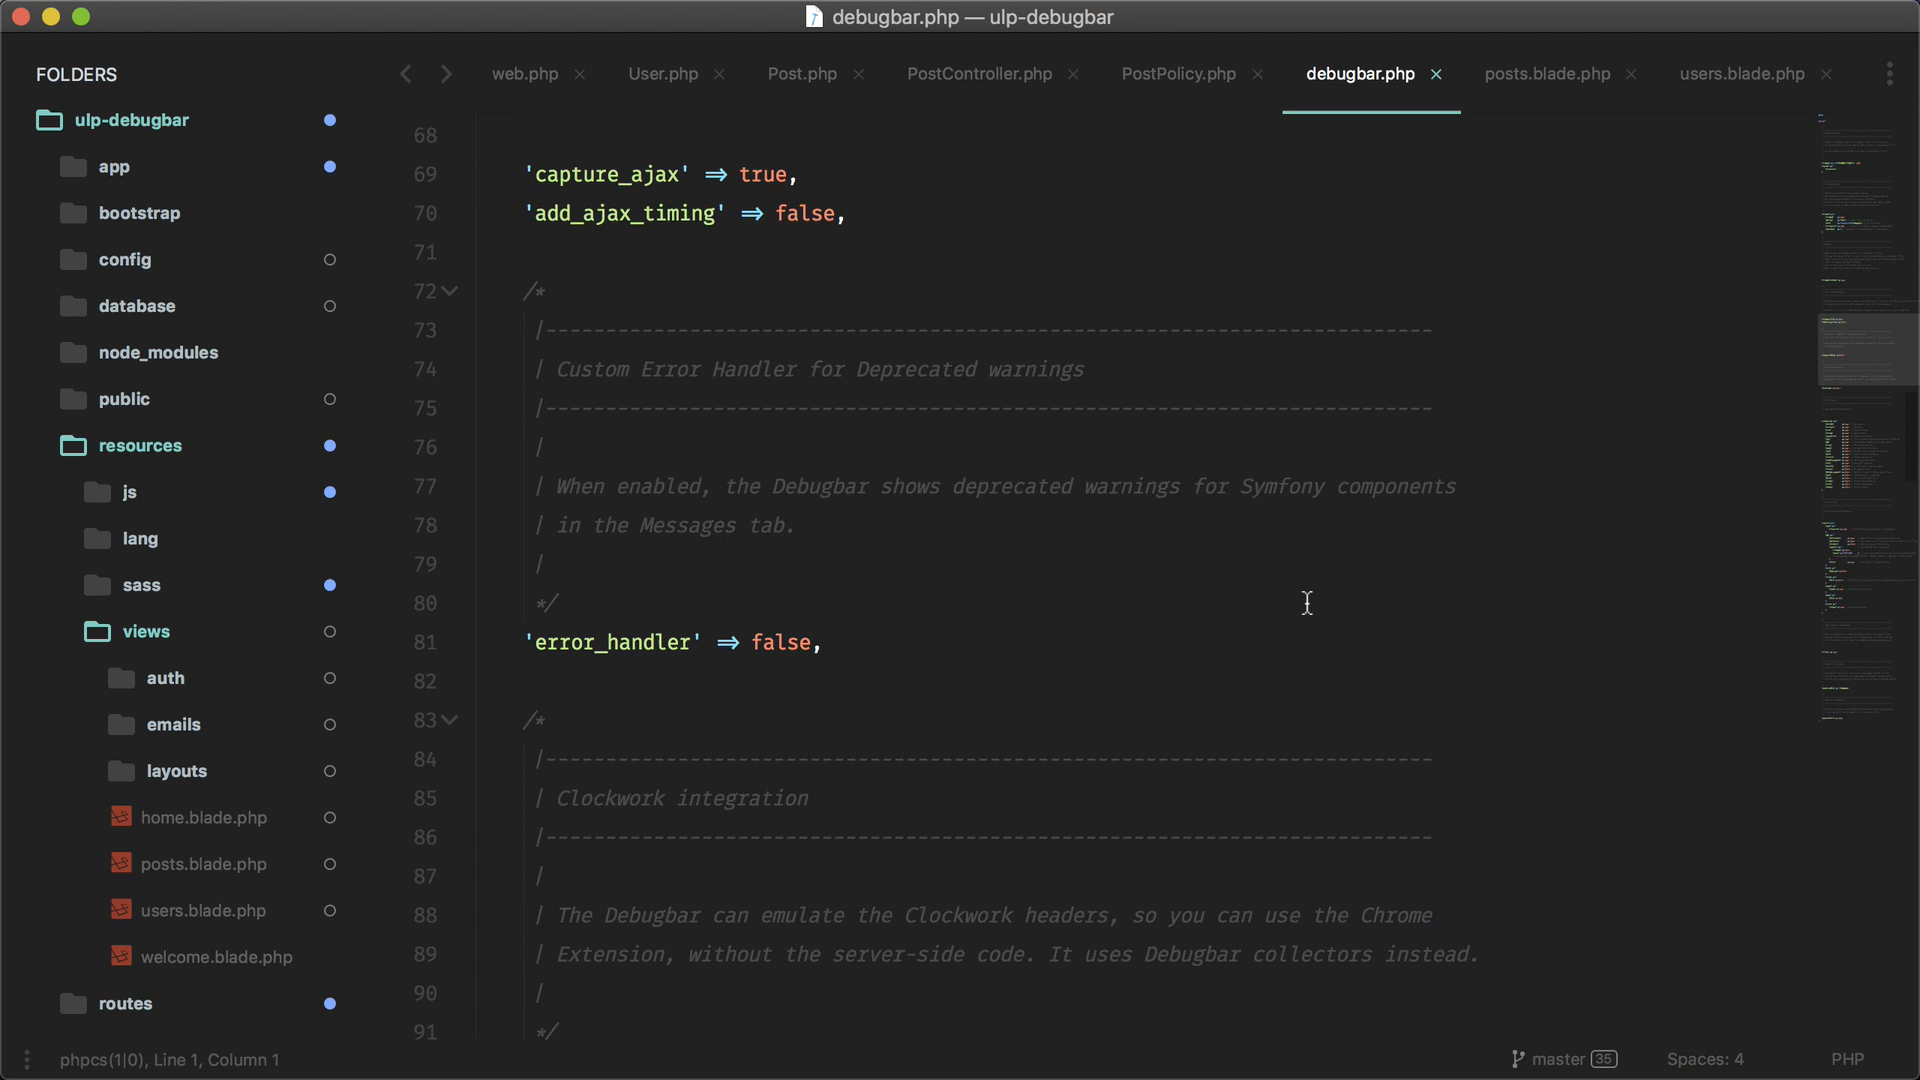 debugbar.php — ulp-debugbar
FOLDERS
ulp-debugbar
app
bootstrap
config
database
node_modules
public
resources
js
lang
sass
views
auth
emails
layouts
home.blade.php
posts.blade.php
users.blade.php
welcome.blade.php
routes
web.php × User.php × Post.php × PostController.php × PostPolicy.php × debugbar.php × posts.blade.php × users.blade.php ×
68
69 'capture_ajax' => true,
70 'add_ajax_timing' => false,
71
72 /*
73 |--------------------------------------------------------------------------
74 | Custom Error Handler for Deprecated warnings
75 |--------------------------------------------------------------------------
76 |
77 | When enabled, the Debugbar shows deprecated warnings for Symfony components
78 | in the Messages tab.
79 |
80 */
81 'error_handler' => false,
82
83 /*
84 |--------------------------------------------------------------------------
85 | Clockwork integration
86 |--------------------------------------------------------------------------
87 |
88 | The Debugbar can emulate the Clockwork headers, so you can use the Chrome
89 | Extension, without the server-side code. It uses Debugbar collectors instead.
90 |
91 */
phpcs(1|0), Line 1, Column 1
master 35 Spaces: 4 PHP